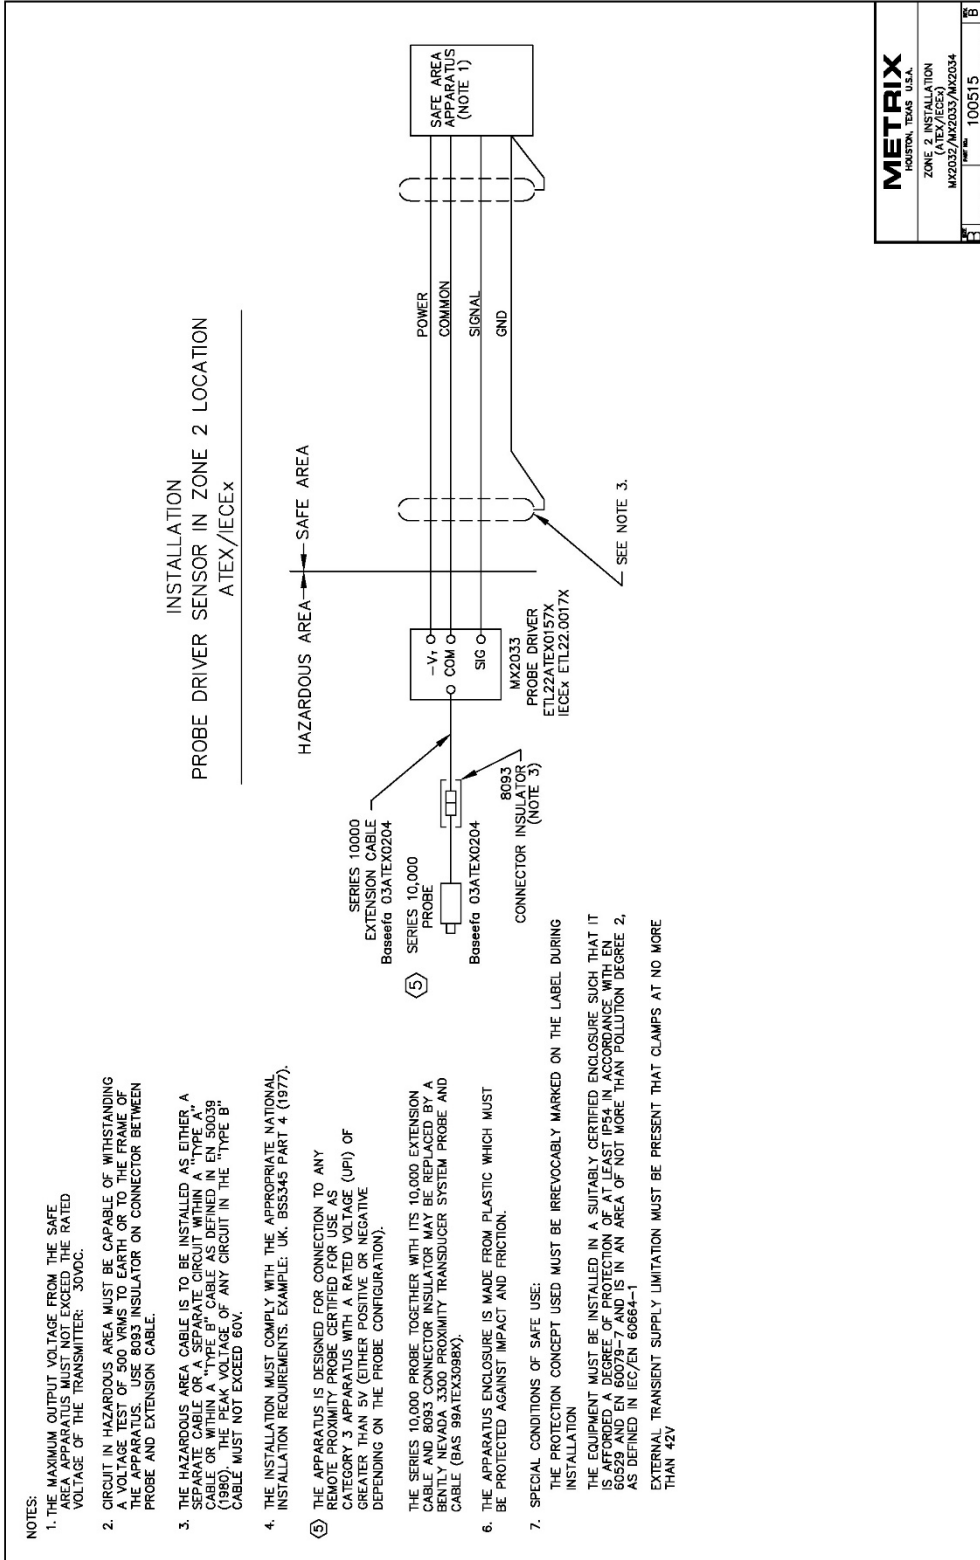 NOTES:
1. THE MAXIMUM OUTPUT VOLTAGE FROM THE SAFE
AREA APPARATUS MUST NOT EXCEED THE RATED
VOLTAGE OF THE TRANSMITTER: 30VDC.
2. CIRCUIT IN HAZARDOUS AREA MUST BE CAPABLE OF WITHSTANDING
A VOLTAGE TEST OF 500 VRMS TO EARTH OR TO THE FRAME OF
THE APPARATUS. USE 8093 INSULATOR ON CONNECTOR BETWEEN
PROBE AND EXTENSION CABLE.
3. THE HAZARDOUS AREA CABLE IS TO BE INSTALLED AS EITHER A
SEPARATE CABLE OR A SEPARATE CIRCUIT WITHIN A "TYPE A"
CABLE OR WITHIN A "TYPE B" CABLE AS DEFINED IN EN 50039
(1980). THE PEAK VOLTAGE OF ANY CIRCUIT IN THE "TYPE B"
CABLE MUST NOT EXCEED 60V.
4. THE INSTALLATION MUST COMPLY WITH THE APPROPRIATE NATIONAL
INSTALLATION REQUIREMENTS. EXAMPLE: UK. BS5345 PART 4 (1977).
5 THE APPARATUS IS DESIGNED FOR CONNECTION TO ANY
REMOTE PROXIMITY PROBE CERTIFIED FOR USE AS
CATEGORY 3 APPARATUS WITH A RATED VOLTAGE (UPI) OF
GREATER THAN 5V (EITHER POSITIVE OR NEGATIVE
DEPENDING ON THE PROBE CONFIGURATION).
THE SERIES 10,000 PROBE TOGETHER WITH ITS 10,000 EXTENSION
CABLE AND 8093 CONNECTOR INSULATOR MAY BE REPLACED BY A
BENTLY NEVADA 3300 PROXIMITY TRANSDUCER SYSTEM PROBE AND
CABLE (BAS 99ATEX3098X).
6. THE APPARATUS ENCLOSURE IS MADE FROM PLASTIC WHICH MUST
BE PROTECTED AGAINST IMPACT AND FRICTION.
7. SPECIAL CONDITIONS OF SAFE USE:
THE PROTECTION CONCEPT USED MUST BE IRREVOCABLY MARKED ON THE LABEL DURING
INSTALLATION
THE EQUIPMENT MUST BE INSTALLED IN A SUITABLY CERTIFIED ENCLOSURE SUCH THAT IT
IS AFFORDED A DEGREE OF PROTECTION OF AT LEAST IP54 IN ACCORDANCE WITH EN
60529 AND EN 60079-7 AND IS IN AN AREA OF NOT MORE THAN POLLUTION DEGREE 2,
AS DEFINED IN IEC/EN 60664-1
EXTERNAL TRANSIENT SUPPLY LIMITATION MUST BE PRESENT THAT CLAMPS AT NO MORE
THAN 42V
INSTALLATION
PROBE DRIVER SENSOR IN ZONE 2 LOCATION
ATEX/IECEx
HAZARDOUS AREA
SAFE AREA
SERIES 10000
EXTENSION CABLE
Baseefa 03ATEX0204
5 SERIES 10,000
PROBE
Baseefa 03ATEX0204
8093
CONNECTOR INSULATOR
(NOTE 3)
-VT
COM
SIG
MX2033
PROBE DRIVER
ETL22ATEX0157X
IECEx ETL22.0017X
POWER
COMMON
SIGNAL
GND
SEE NOTE 3.
SAFE AREA
APPARATUS
(NOTE 1)
METRIX
HOUSTON, TEXAS U.S.A.
ZONE 2 INSTALLATION
(ATEX/IECEx)
MX2032/MX2033/MX2034
B
100515
B